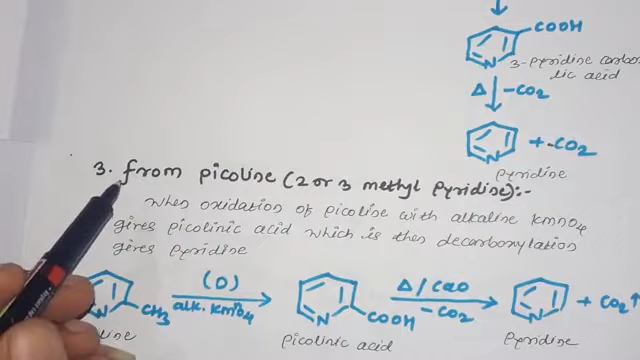 COOH
N
3-pyridine carbo
lic acid
Δ -CO2
N
+ CO2
pyridine
3. from picoline (2 or 3 methyl pyridine):-
when oxidation of picoline with alkaline KMnO4
gives picolinic acid which is then decarboxylation
gives pyridine
N CH3
(O)
alk. KMnO4
N COOH
picolinic acid
Δ/CaO
-CO2
N
pyridine
+ CO2↑